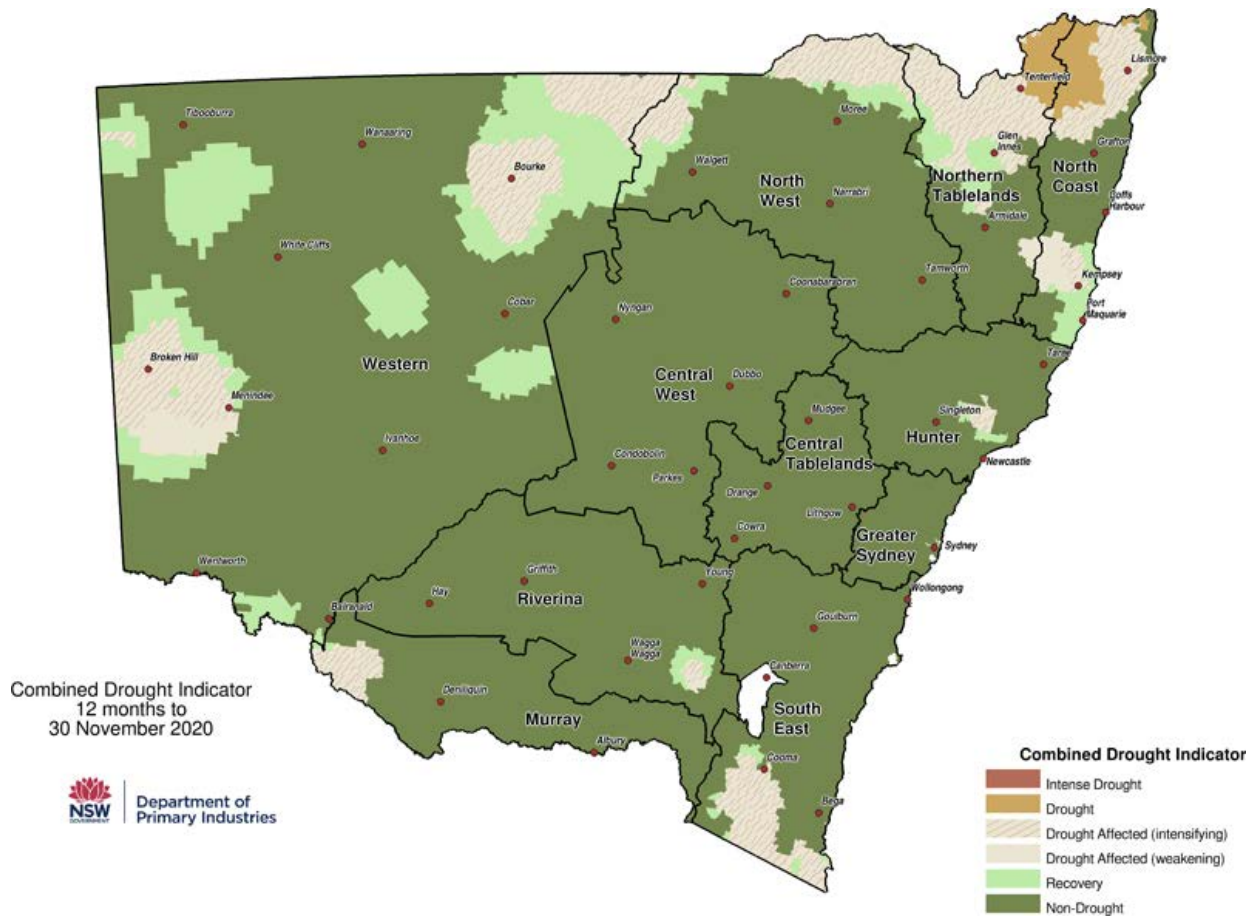 Tibooburra
Wanaaring
Bourke
Walgett
Moree
Narrabri
North
West
Tenterfield
Lismore
Glen
Innes
Grafton
Northern
Tablelands
North
Coast
Coffs
Harbour
Armidale
White Cliffs
Cobar
Nyngan
Coonabarabran
Tamworth
Kempsey
Port
Maquarie
Broken Hill
Menindee
Western
Central
West
Dubbo
Taree
Mudgee
Singleton
Hunter
Ivanhoe
Condobolin
Parkes
Central
Tablelands
Newcastle
Orange
Lithgow
Cowra
Greater
Sydney
Sydney
Wentworth
Balranald
Hay
Griffith
Riverina
Young
Wollongong
Goulburn
Wagga
Wagga
Canberra
Deniliquin
Murray
Albury
South
East
Cooma
Bega
Combined Drought Indicator
12 months to
30 November 2020
NSW
GOVERNMENT
Department of
Primary Industries
Combined Drought Indicator
Intense Drought
Drought
Drought Affected (intensifying)
Drought Affected (weakening)
Recovery
Non-Drought